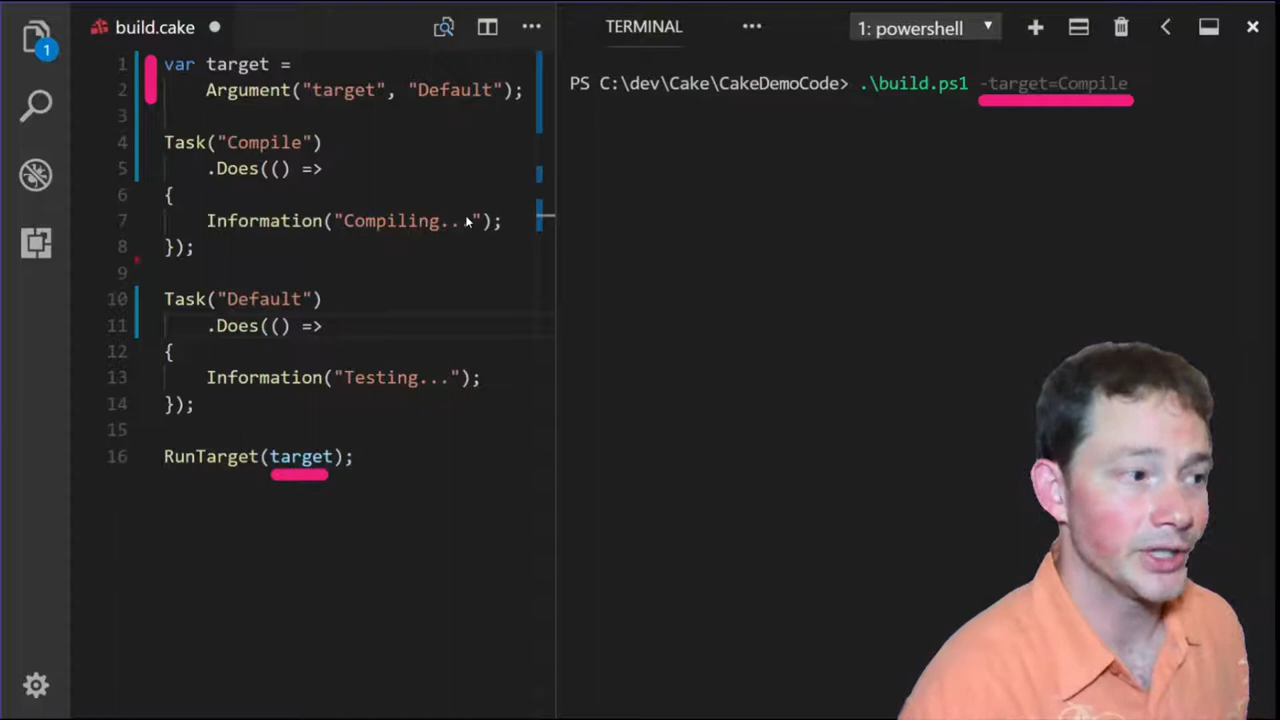 build.cake
1
1 var target =
2 Argument("target", "Default");
3
4 Task("Compile")
5 .Does(() =>
6 {
7 Information("Compiling...");
8 });
9
10 Task("Default")
11 .Does(() =>
12 {
13 Information("Testing...");
14 });
15
16 RunTarget(target);
TERMINAL
1: powershell
PS C:\dev\Cake\CakeDemoCode> .\build.ps1 -target=Compile